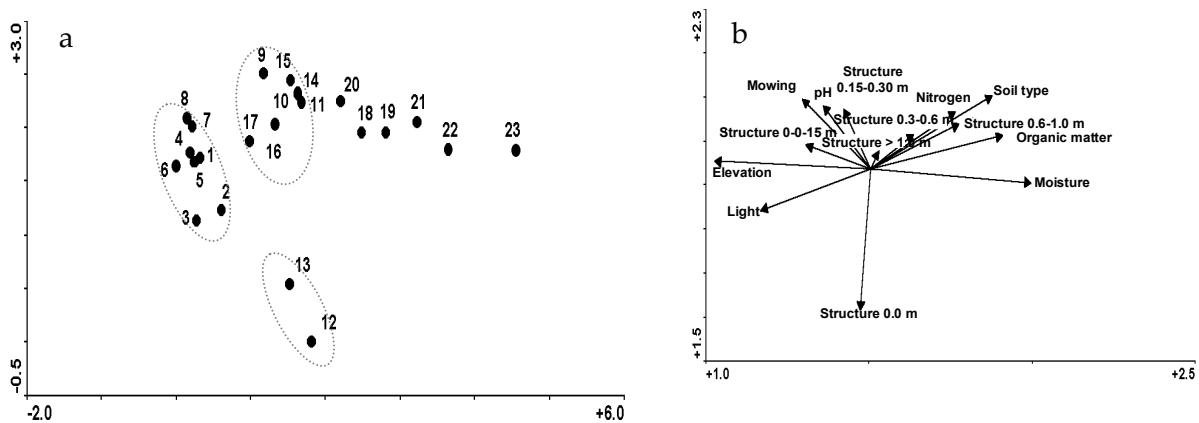 a
+3.0
-0.5
-2.0
+6.0
9
15
14
10
11
20
18
19
21
22
23
17
16
8
7
4
1
6
5
2
3
13
12
b
+2.3
+1.5
+1.0
+2.5
Structure
0.15-0.30 m
Mowing
pH
Nitrogen
Soil type
Structure 0.3-0.6 m
Structure 0.6-1.0 m
Structure 0-0-15 m
Structure > 1.0 m
Organic matter
Elevation
Moisture
Light
Structure 0.0 m